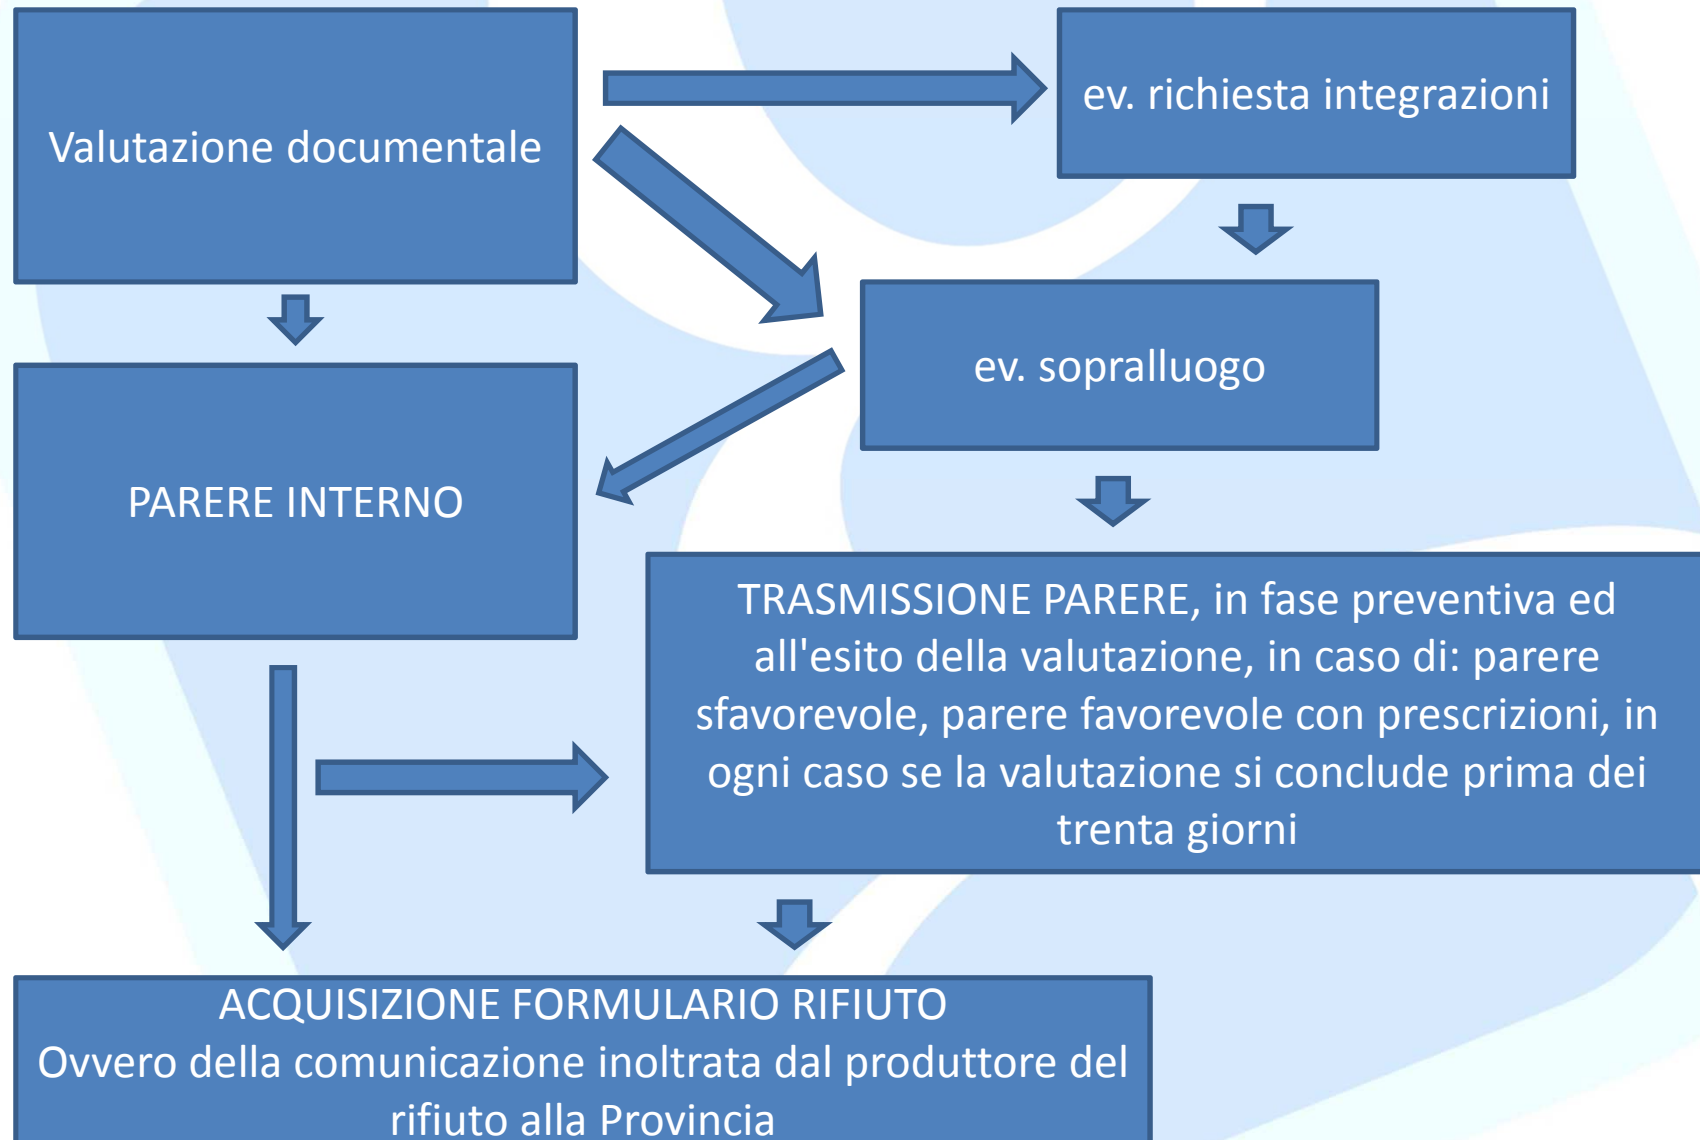 Valutazione documentale
ev. richiesta integrazioni
ev. sopralluogo
PARERE INTERNO
TRASMISSIONE PARERE, in fase preventiva ed
all'esito della valutazione, in caso di: parere
sfavorevole, parere favorevole con prescrizioni, in
ogni caso se la valutazione si conclude prima dei
trenta giorni
ACQUISIZIONE FORMULARIO RIFIUTO
Ovvero della comunicazione inoltrata dal produttore del
rifiuto alla Provincia